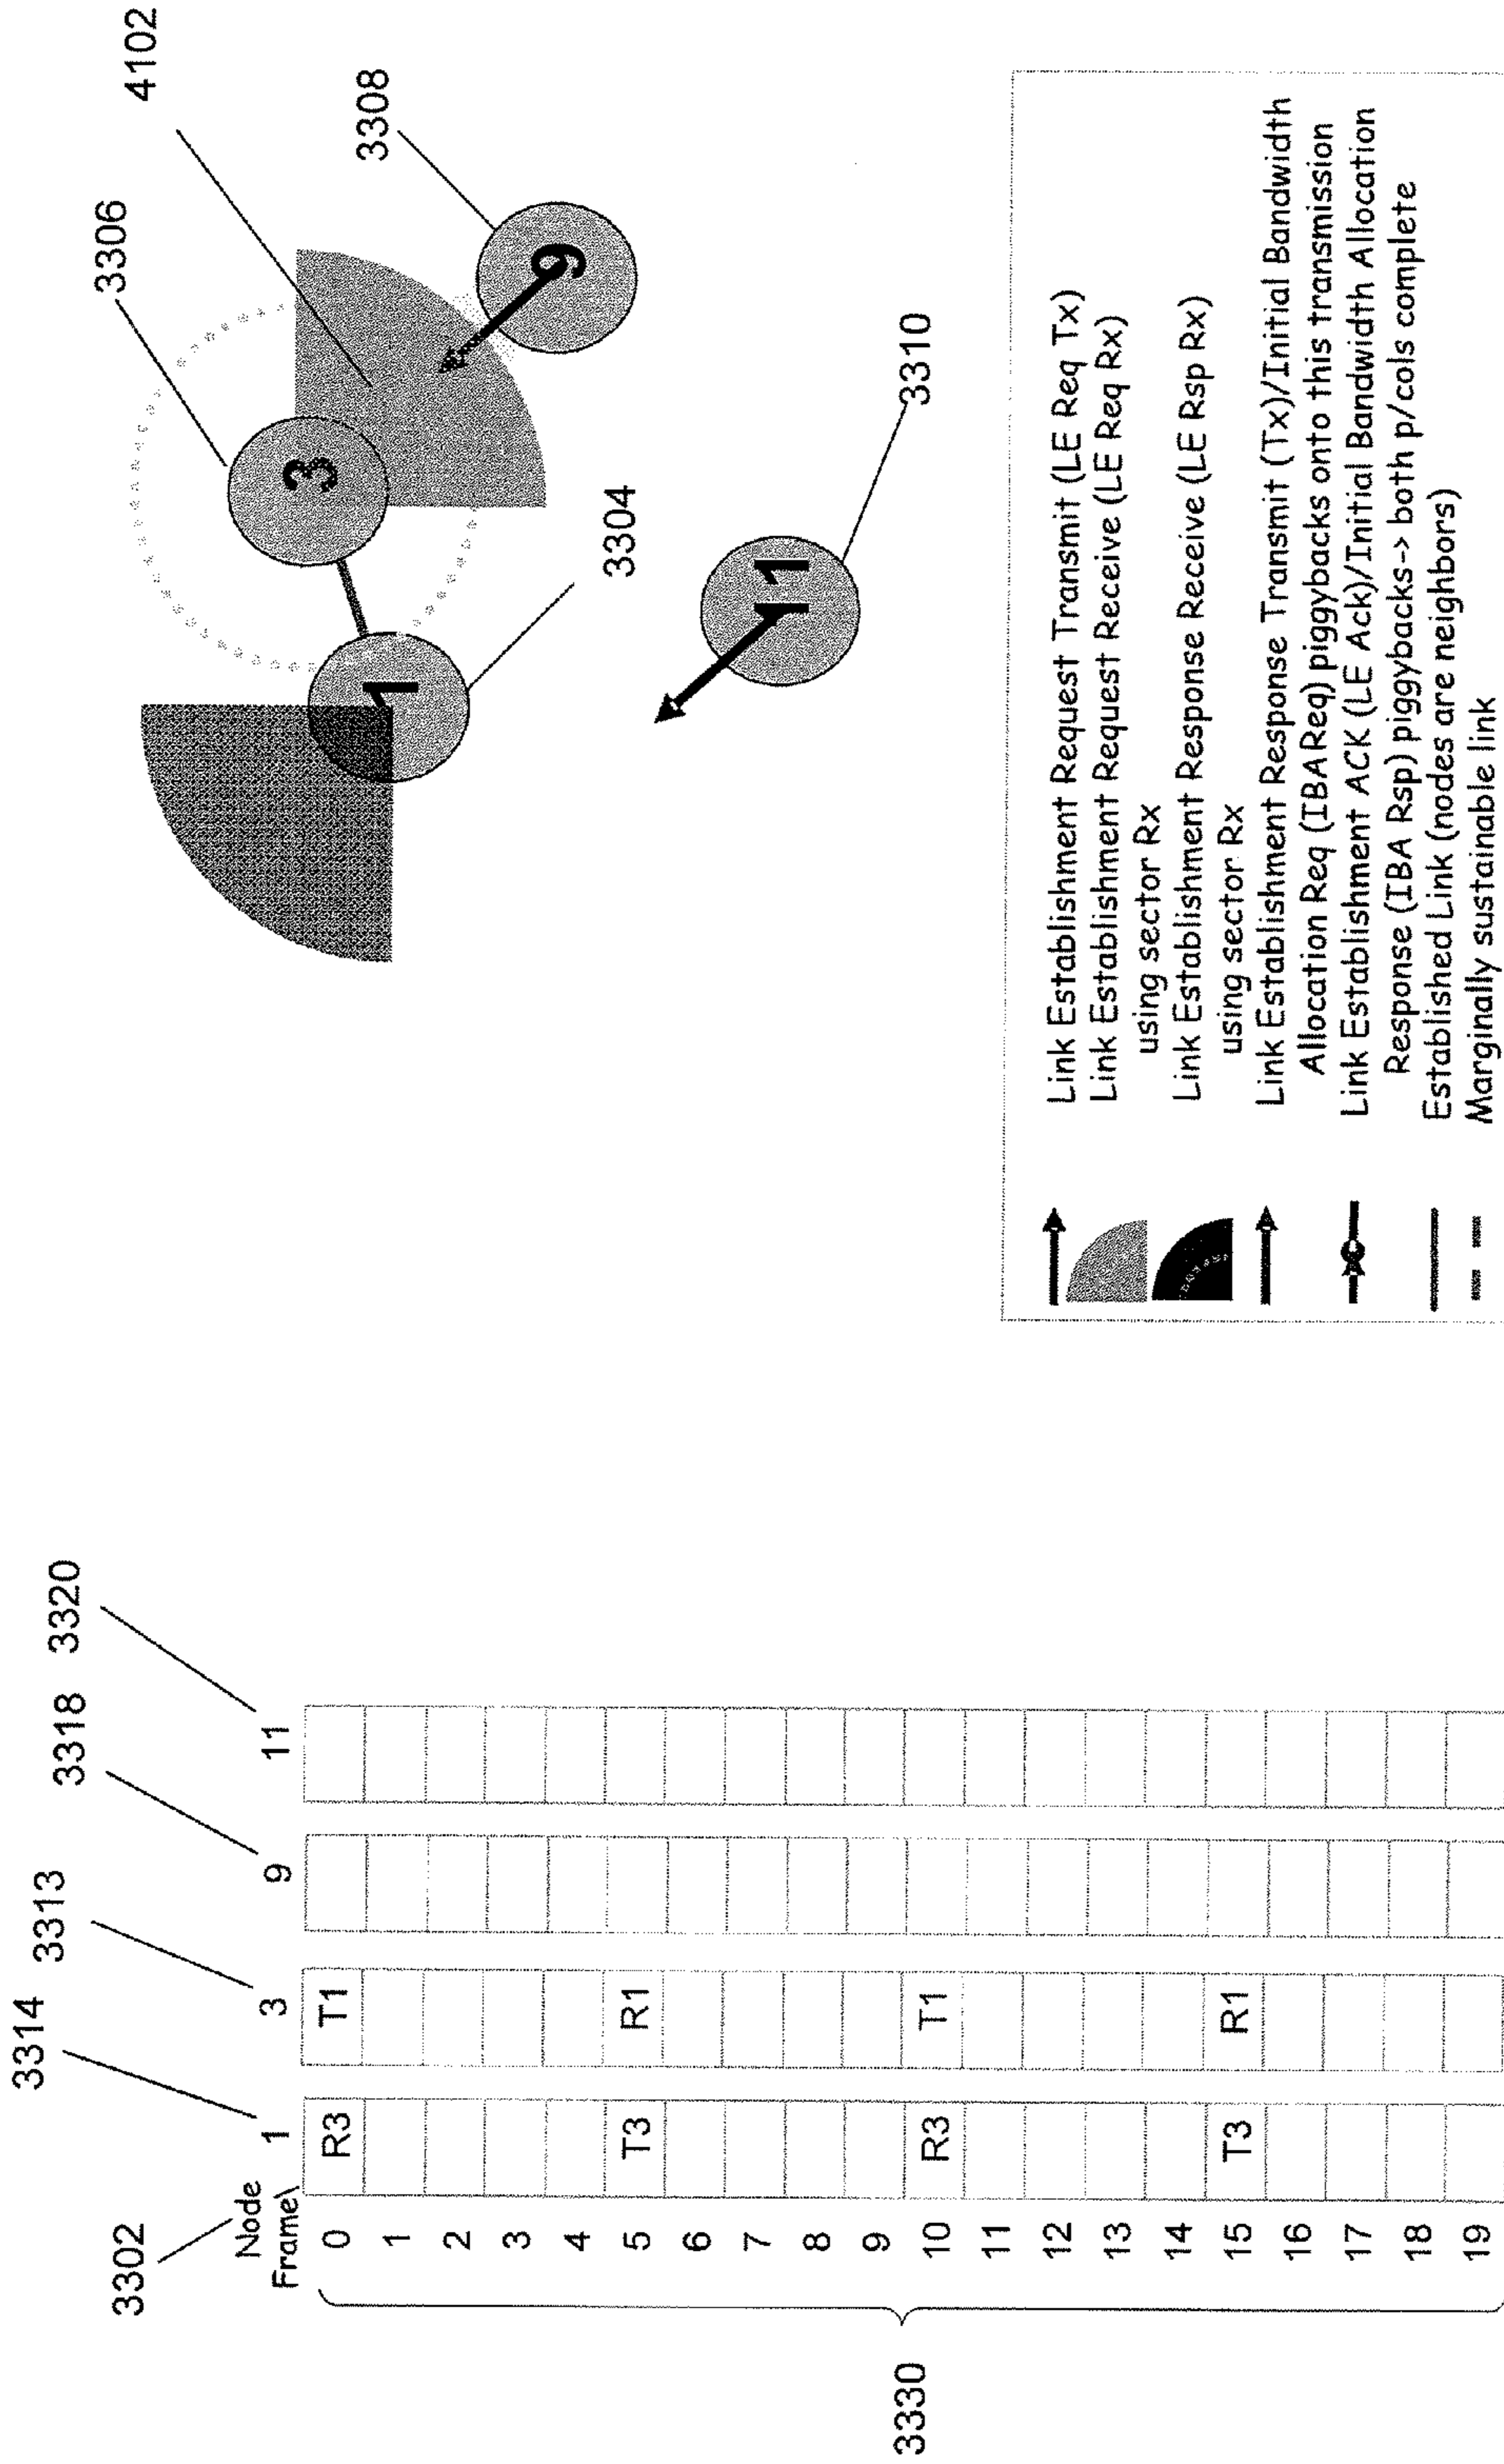 3302
3314
3313
3318
3320
Node
Frame\
1
3
9
11
0 R3 T1
1
2
3
4
5 T3 R1
6
7
8
9
10 R3 T1
11
12
13
14
15 T3 R1
16
17
18
19
3330
3306
4102
3308
3
9
1
3304
11
3310
Link Establishment Request Transmit (LE Req Tx)
Link Establishment Request Receive (LE Req Rx)
using sector Rx
Link Establishment Response Receive (LE Rsp Rx)
using sector Rx
Link Establishment Response Transmit (Tx)/Initial Bandwidth
Allocation Req (IBA Req) piggybacks onto this transmission
Link Establishment ACK (LE Ack)/Initial Bandwidth Allocation
Response (IBA Rsp) piggybacks--> both p/cols complete
Established Link (nodes are neighbors)
Marginally sustainable link